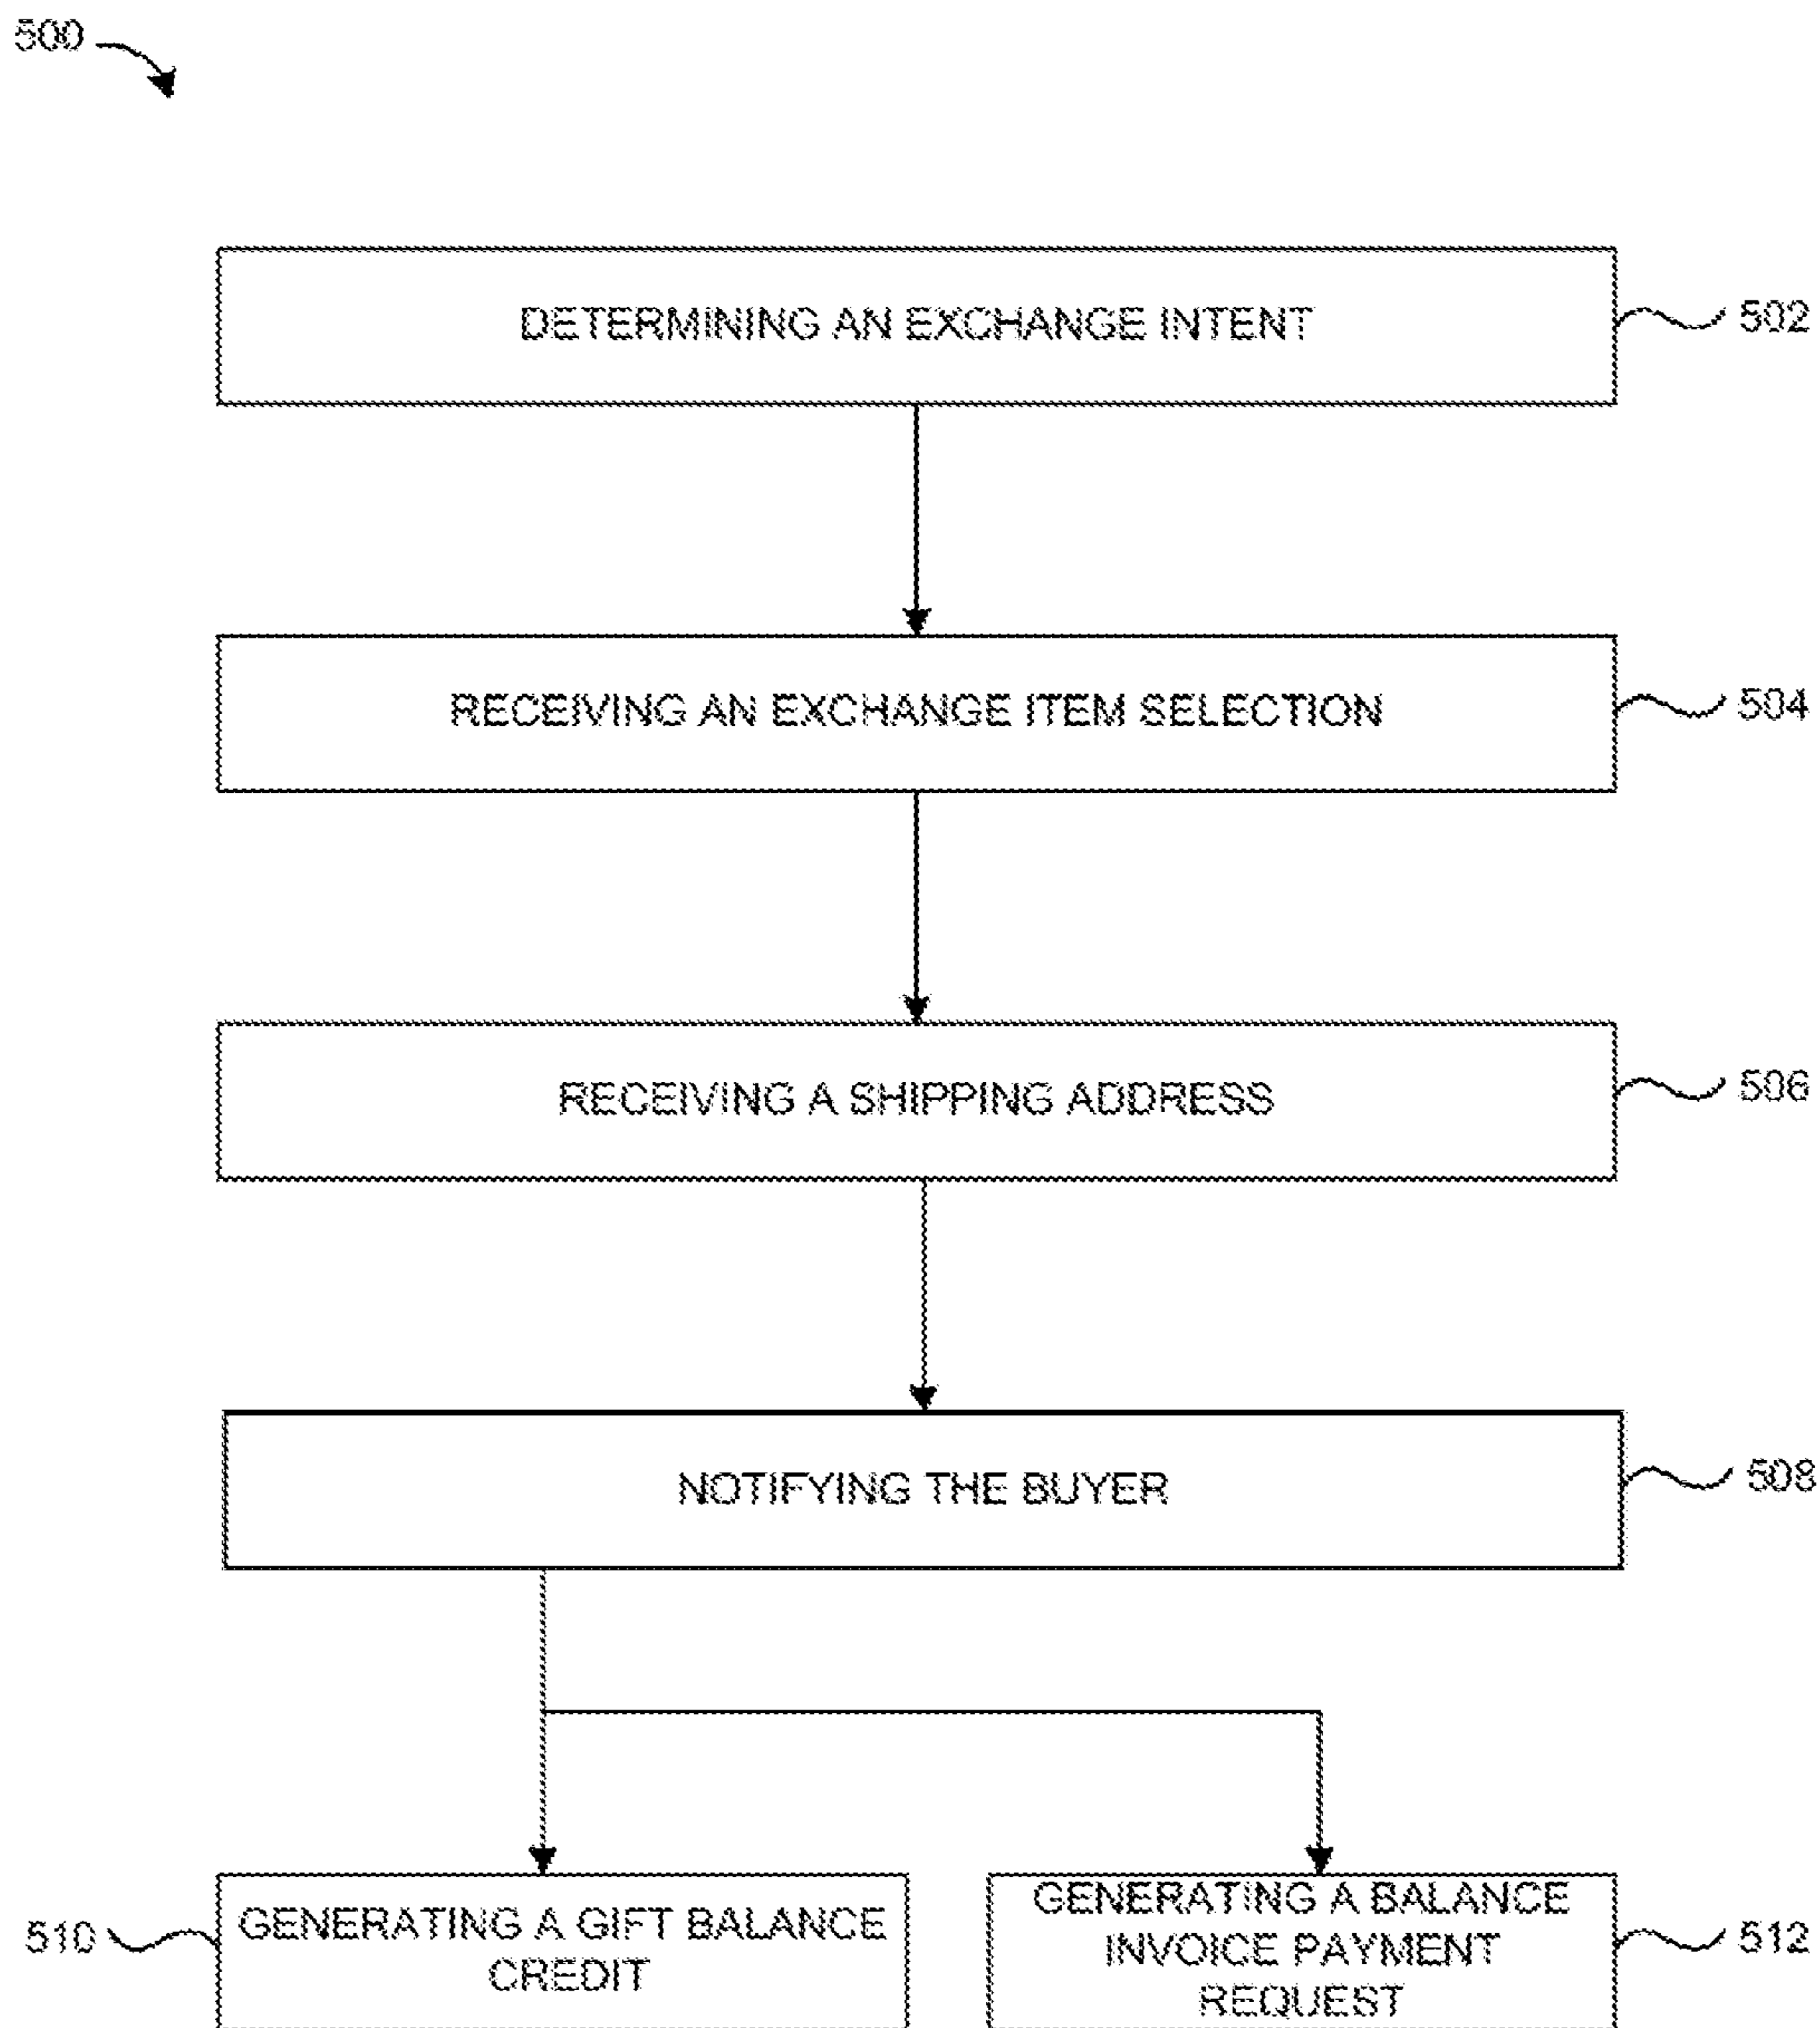 500
DETERMINING AN EXCHANGE INTENT
502
RECEIVING AN EXCHANGE ITEM SELECTION
504
RECEIVING A SHIPPING ADDRESS
506
NOTIFYING THE BUYER
508
510
GENERATING A GIFT BALANCE
CREDIT
GENERATING A BALANCE
INVOICE PAYMENT
REQUEST
512